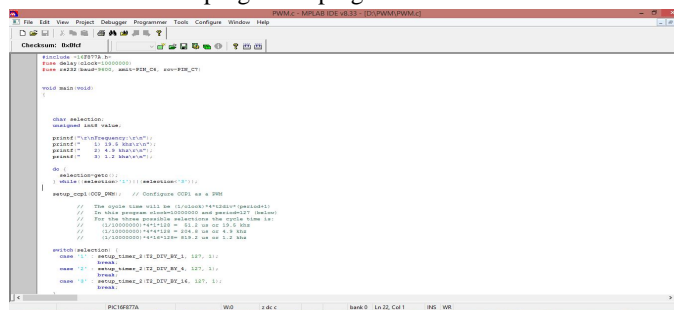 PWM.c - MPLAB IDE v8.33 - [D:\PWM\PWM.c]
File Edit View Project Debugger Programmer Tools Configure Window Help
Checksum: 0x0fcf
#include <16F877A.h>
#use delay(clock=10000000)
#use rs232(baud=9600, xmit=PIN_C6, rcv=PIN_C7)
void main(void)
{
char selection;
unsigned int8 value;
printf("\r\nFrequency:\r\n");
printf(" 1) 19.5 khz\r\n");
printf(" 2) 4.9 khz\r\n");
printf(" 3) 1.2 khz\r\n");
do {
selection=getc();
} while((selection<'1')||(selection>'3'));
setup_ccp1(CCP_PWM); // Configure CCP1 as a PWM
// The cycle time will be (1/clock)*4*t2div*(period+1)
// In this program clock=10000000 and period=127 (below)
// For the three possible selections the cycle time is:
// (1/10000000)*4*1*128 = 51.2 us or 19.5 khz
// (1/10000000)*4*4*128 = 204.8 us or 4.9 khz
// (1/10000000)*4*16*128= 819.2 us or 1.2 khz
switch(selection) {
case '1' : setup_timer_2(T2_DIV_BY_1, 127, 1);
break;
case '2' : setup_timer_2(T2_DIV_BY_4, 127, 1);
break;
case '3' : setup_timer_2(T2_DIV_BY_16, 127, 1);
break;
PIC16F877A W:0 z dc c bank 0 Ln 22, Col 1 INS WR